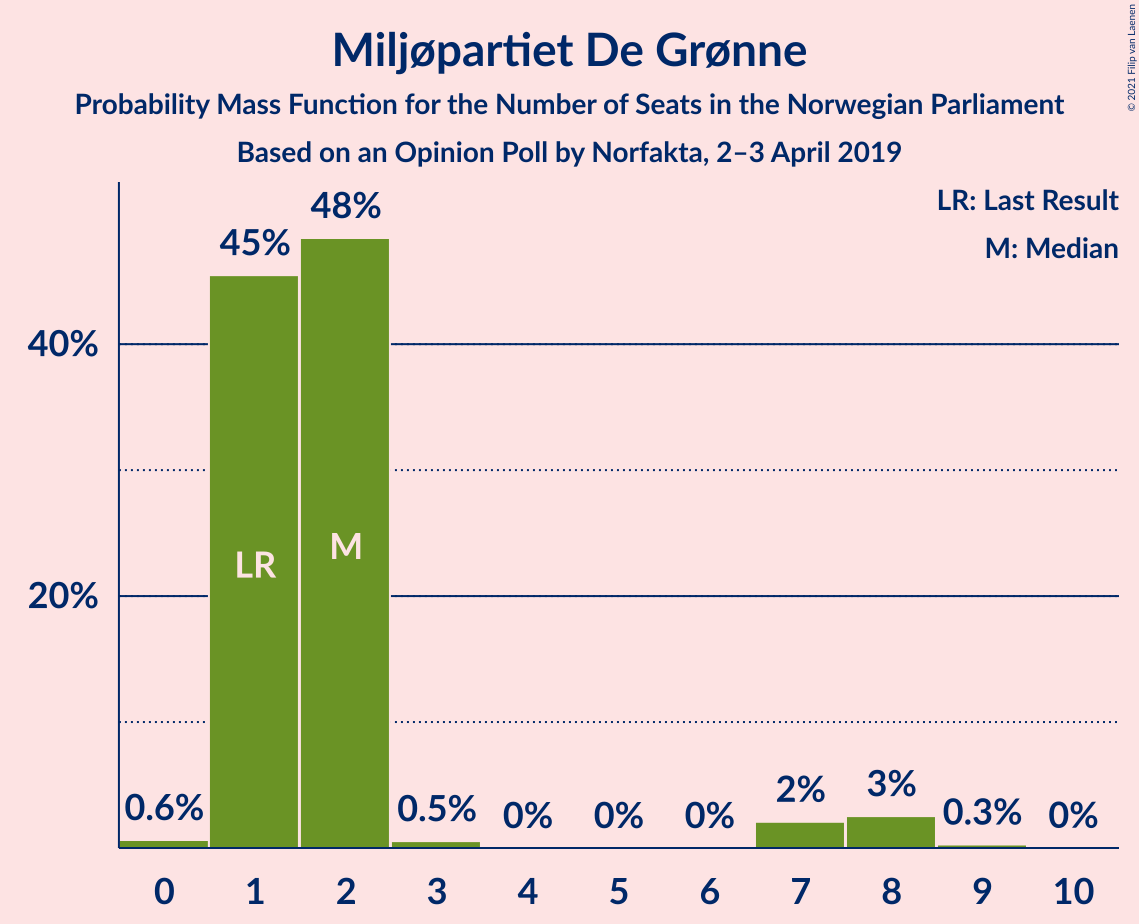 Miljøpartiet De Grønne
Probability Mass Function for the Number of Seats in the Norwegian Parliament
Based on an Opinion Poll by Norfakta, 2–3 April 2019
© 2021 Filip van Laenen
LR: Last Result
M: Median
48%
45%
40%
20%
LR
M
0.6%
0.5%
0%
0%
0%
2%
3%
0.3%
0%
0 1 2 3 4 5 6 7 8 9 10